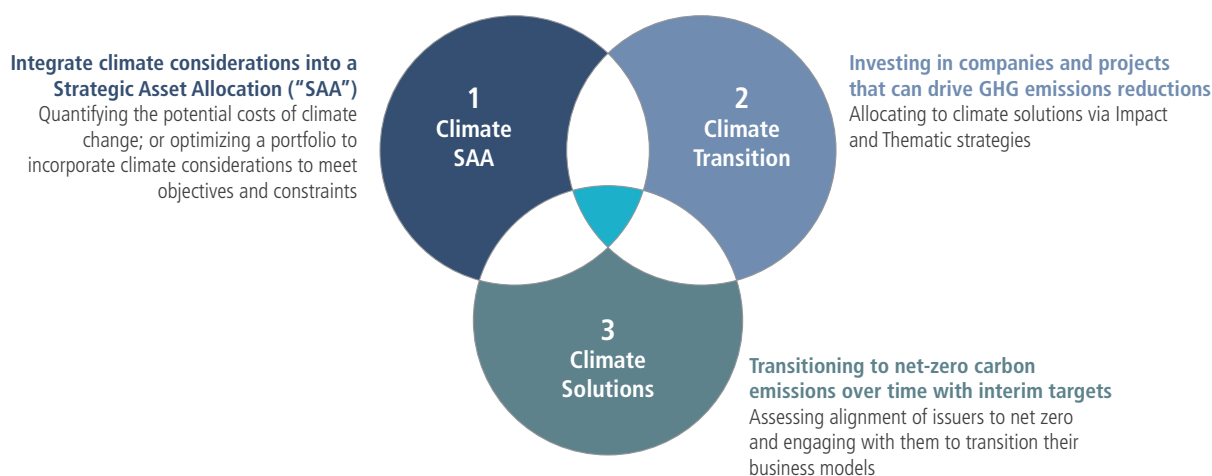 Integrate climate considerations into a
Strategic Asset Allocation (“SAA”)
Quantifying the potential costs of climate
change; or optimizing a portfolio to
incorporate climate considerations to meet
objectives and constraints
1
Climate
SAA
2
Climate
Transition
Investing in companies and projects
that can drive GHG emissions reductions
Allocating to climate solutions via Impact
and Thematic strategies
3
Climate
Solutions
Transitioning to net-zero carbon
emissions over time with interim targets
Assessing alignment of issuers to net zero
and engaging with them to transition their
business models